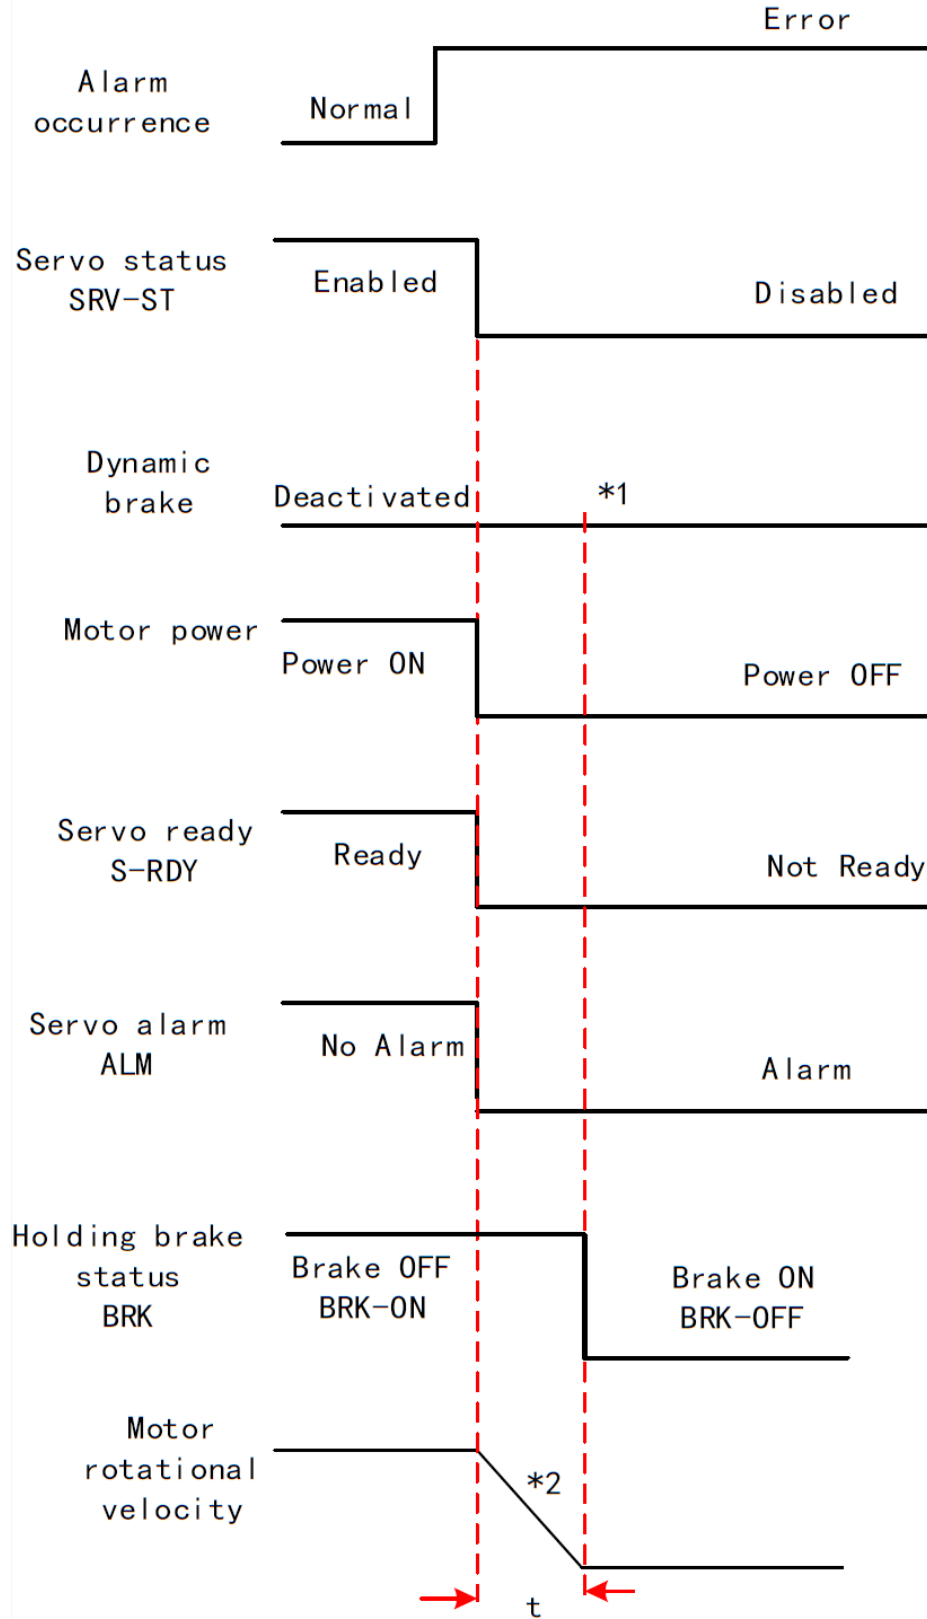 Error
Alarm
occurrence
Normal
Servo status
SRV-ST
Enabled
Disabled
Dynamic
brake
Deactivated
*1
Motor power
Power ON
Power OFF
Servo ready
S-RDY
Ready
Not Ready
Servo alarm
ALM
No Alarm
Alarm
Holding brake
status
BRK
Brake OFF
BRK-ON
Brake ON
BRK-OFF
Motor
rotational
velocity
*2
t